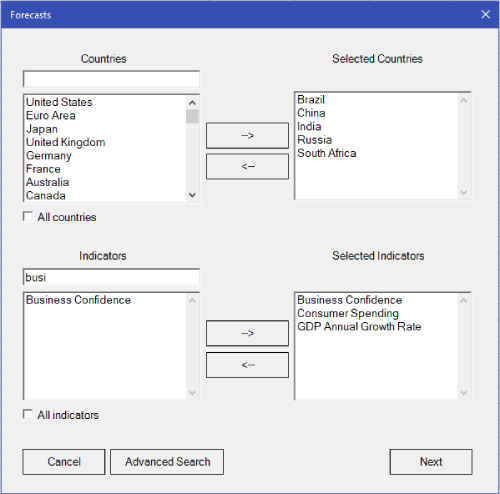 Forecasts
Countries
Selected Countries
United States
Euro Area
Japan
United Kingdom
Germany
France
Australia
Canada
-->
<--
Brazil
China
India
Russia
South Africa
All countries
Indicators
Selected Indicators
busi
Business Confidence
-->
<--
Business Confidence
Consumer Spending
GDP Annual Growth Rate
All indicators
Cancel
Advanced Search
Next